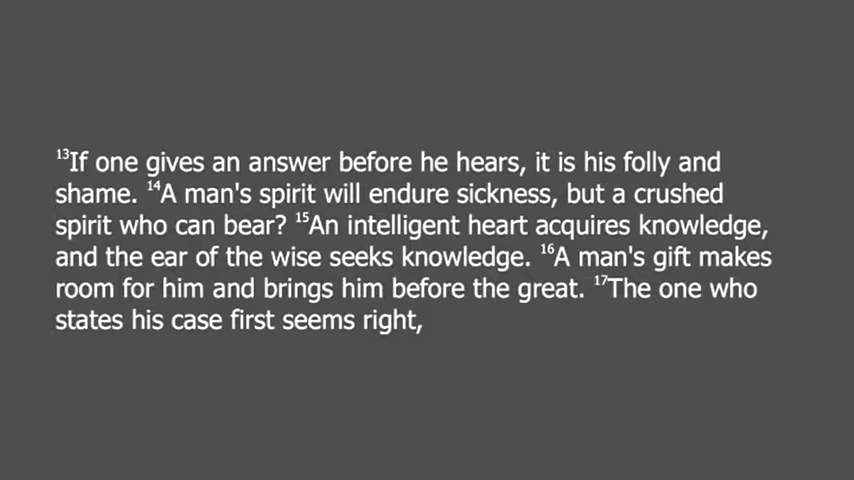 ¹³If one gives an answer before he hears, it is his folly and
shame. ¹⁴A man's spirit will endure sickness, but a crushed
spirit who can bear? ¹⁵An intelligent heart acquires knowledge,
and the ear of the wise seeks knowledge. ¹⁶A man's gift makes
room for him and brings him before the great. ¹⁷The one who
states his case first seems right,